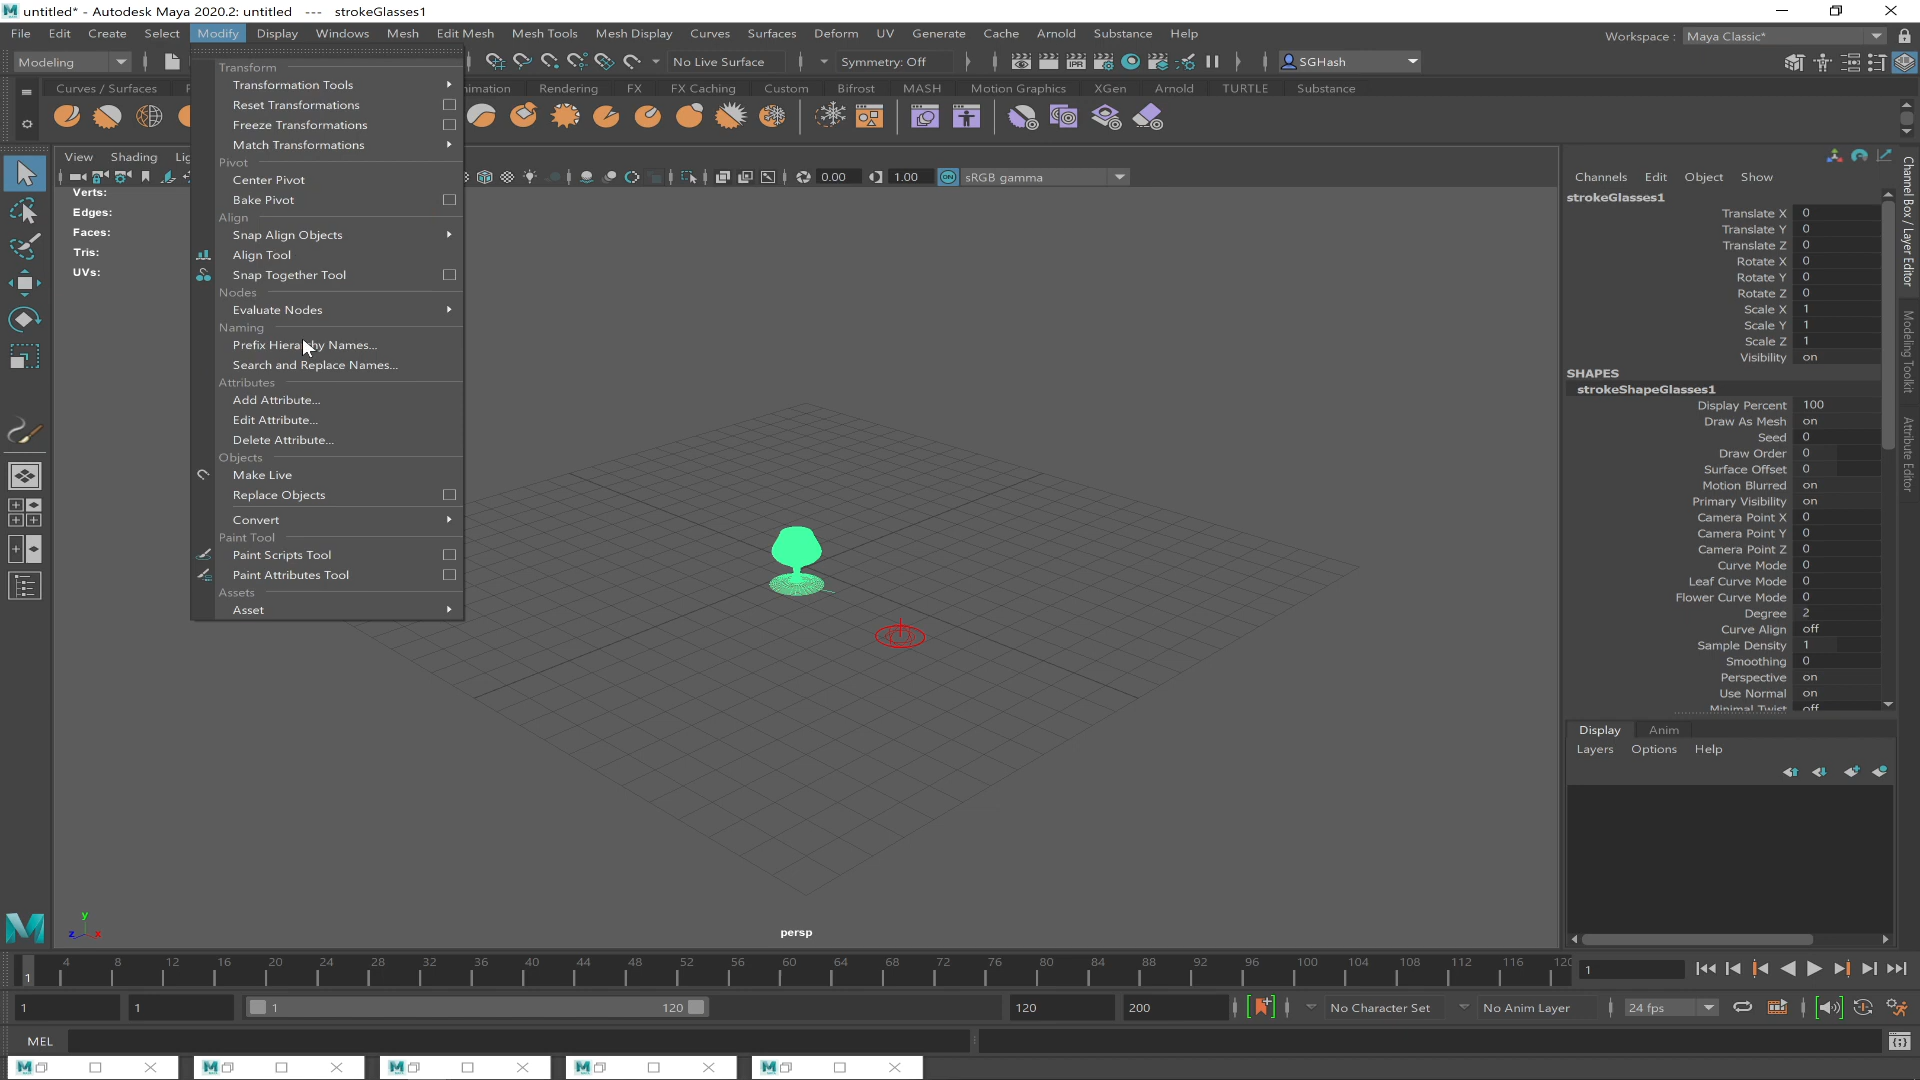 untitled* - Autodesk Maya 2020.2: untitled --- strokeGlasses1
File Edit Create Select Modify Display Windows Mesh Edit Mesh Mesh Tools Mesh Display Curves Surfaces Deform UV Generate Cache Arnold Substance Help
Workspace : Maya Classic*
Modeling
No Live Surface
Symmetry: Off
SGHash
Curves / Surfaces
Rendering FX FX Caching Custom Bifrost MASH Motion Graphics XGen Arnold TURTLE Substance
View Shading
0.00 1.00 ON sRGB gamma
Verts:
Edges:
Faces:
Tris:
UVs:
Transform
Transformation Tools
Reset Transformations
Freeze Transformations
Match Transformations
Pivot
Center Pivot
Bake Pivot
Align
Snap Align Objects
Align Tool
Snap Together Tool
Nodes
Evaluate Nodes
Naming
Prefix Hierarchy Names...
Search and Replace Names...
Attributes
Add Attribute...
Edit Attribute...
Delete Attribute...
Objects
Make Live
Replace Objects
Convert
Paint Tool
Paint Scripts Tool
Paint Attributes Tool
Assets
Asset
persp
y
z x
Channels Edit Object Show
strokeGlasses1
Translate X 0
Translate Y 0
Translate Z 0
Rotate X 0
Rotate Y 0
Rotate Z 0
Scale X 1
Scale Y 1
Scale Z 1
Visibility on
SHAPES
strokeShapeGlasses1
Display Percent 100
Draw As Mesh on
Seed 0
Draw Order 0
Surface Offset 0
Motion Blurred on
Primary Visibility on
Camera Point X 0
Camera Point Y 0
Camera Point Z 0
Curve Mode 0
Leaf Curve Mode 0
Flower Curve Mode 0
Degree 2
Curve Align off
Sample Density 1
Smoothing 0
Perspective on
Use Normal on
Minimal Twist off
Channel Box / Layer Editor
Modeling Toolkit
Attribute Editor
Display Anim
Layers Options Help
4 8 12 16 20 24 28 32 36 40 44 48 52 56 60 64 68 72 76 80 84 88 92 96 100 104 108 112 116 120
1
1
1 1 1 120 120 200
No Character Set
No Anim Layer
24 fps
MEL